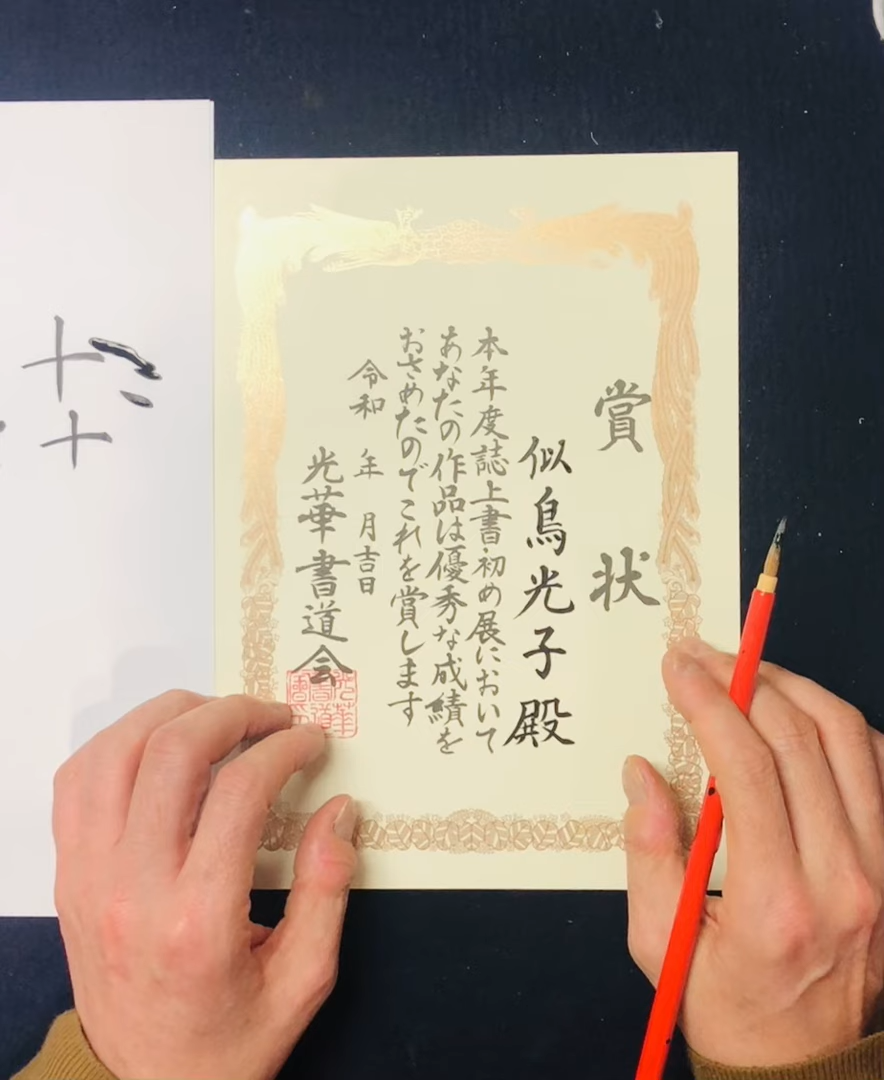 賞状
似鳥光子殿
本年度誌上書初め展において
あなたの作品は優秀な成績を
おさめたのでこれを賞します
令和 年 月吉日
光華書道会
十
十